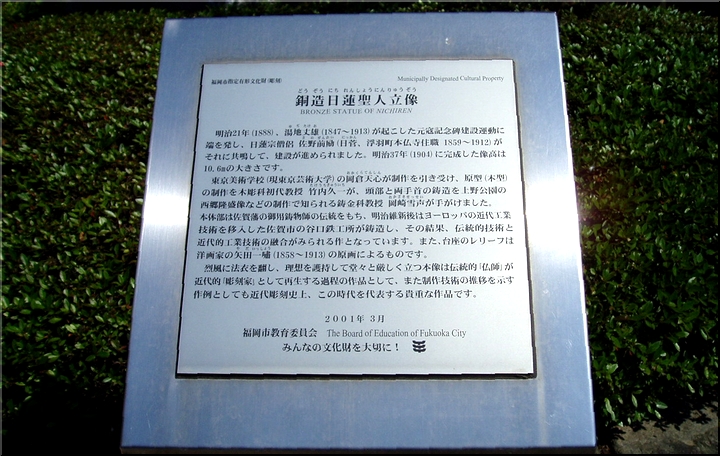 福岡市指定有形文化財(彫刻) Municipally Designated Cultural Property
どう ぞう にち れんしょうにんりゅうぞう
銅造日蓮聖人立像
BRONZE STATUE OF NICHIREN
明治21年(1888)、湯地丈雄(1847〜1913)が起こした元寇記念碑建設運動に
端を発し、日蓮宗僧侶 佐野前励(日菅、浮羽町本仏寺住職 1859〜1912)が
それに共鳴して、建設が進められました。明治37年(1904)に完成した像高は
10.6mの大きさです。
東京美術学校(現東京芸術大学)の岡倉天心が制作を引き受け、原型(木型)
の制作を木彫科初代教授 竹内久一が、頭部と両手首の鋳造を上野公園の
西郷隆盛像などの制作で知られる鋳金科教授 岡崎雪声が手がけました。
本体部は佐賀藩の御用鋳物師の伝統をもち、明治維新後はヨーロッパの近代工業
技術を移入した佐賀市の谷口鉄工所が鋳造し、その結果、伝統的技術と
近代的工業技術の融合がみられる作となっています。また、台座のレリーフは
洋画家の矢田一嘯(1858〜1913)の原画によるものです。
烈風に法衣を翻し、理想を護持して堂々と厳しく立つ本像は伝統的「仏師」が
近代的「彫刻家」として再生する過程の作品として、また制作技術の推移を示す
作例としても近代彫刻史上、この時代を代表する貴重な作品です。
2001年 3月
福岡市教育委員会 The Board of Education of Fukuoka City
みんなの文化財を大切に!